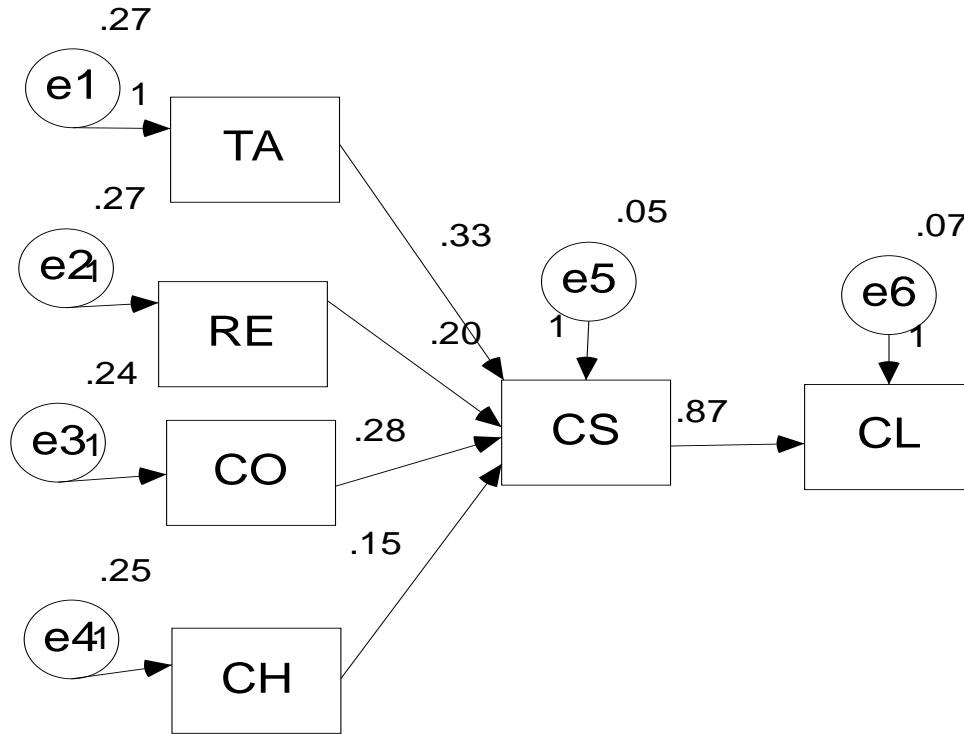 .27
e1
1
TA
.27
e2
1
RE
.33
.05
e5
1
.07
e6
1
.20
.24
e3
1
CO
.28
CS
.87
CL
.15
.25
e4
1
CH